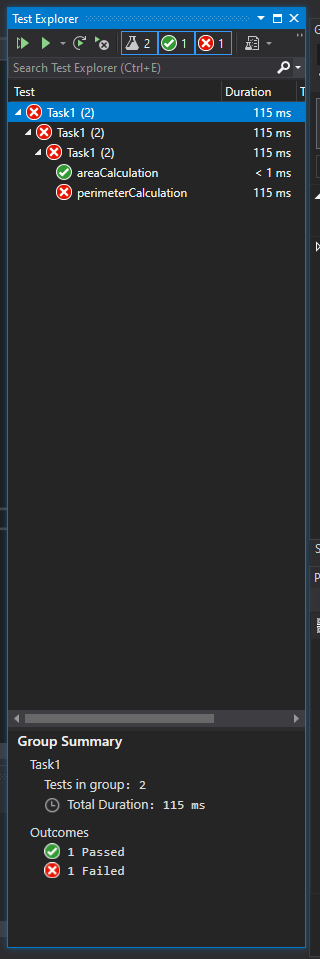 Test Explorer
2 1 1
Search Test Explorer (Ctrl+E)
Test Duration T
Task1 (2) 115 ms
Task1 (2) 115 ms
Task1 (2) 115 ms
areaCalculation < 1 ms
perimeterCalculation 115 ms
Group Summary
Task1
Tests in group: 2
Total Duration: 115 ms
Outcomes
1 Passed
1 Failed